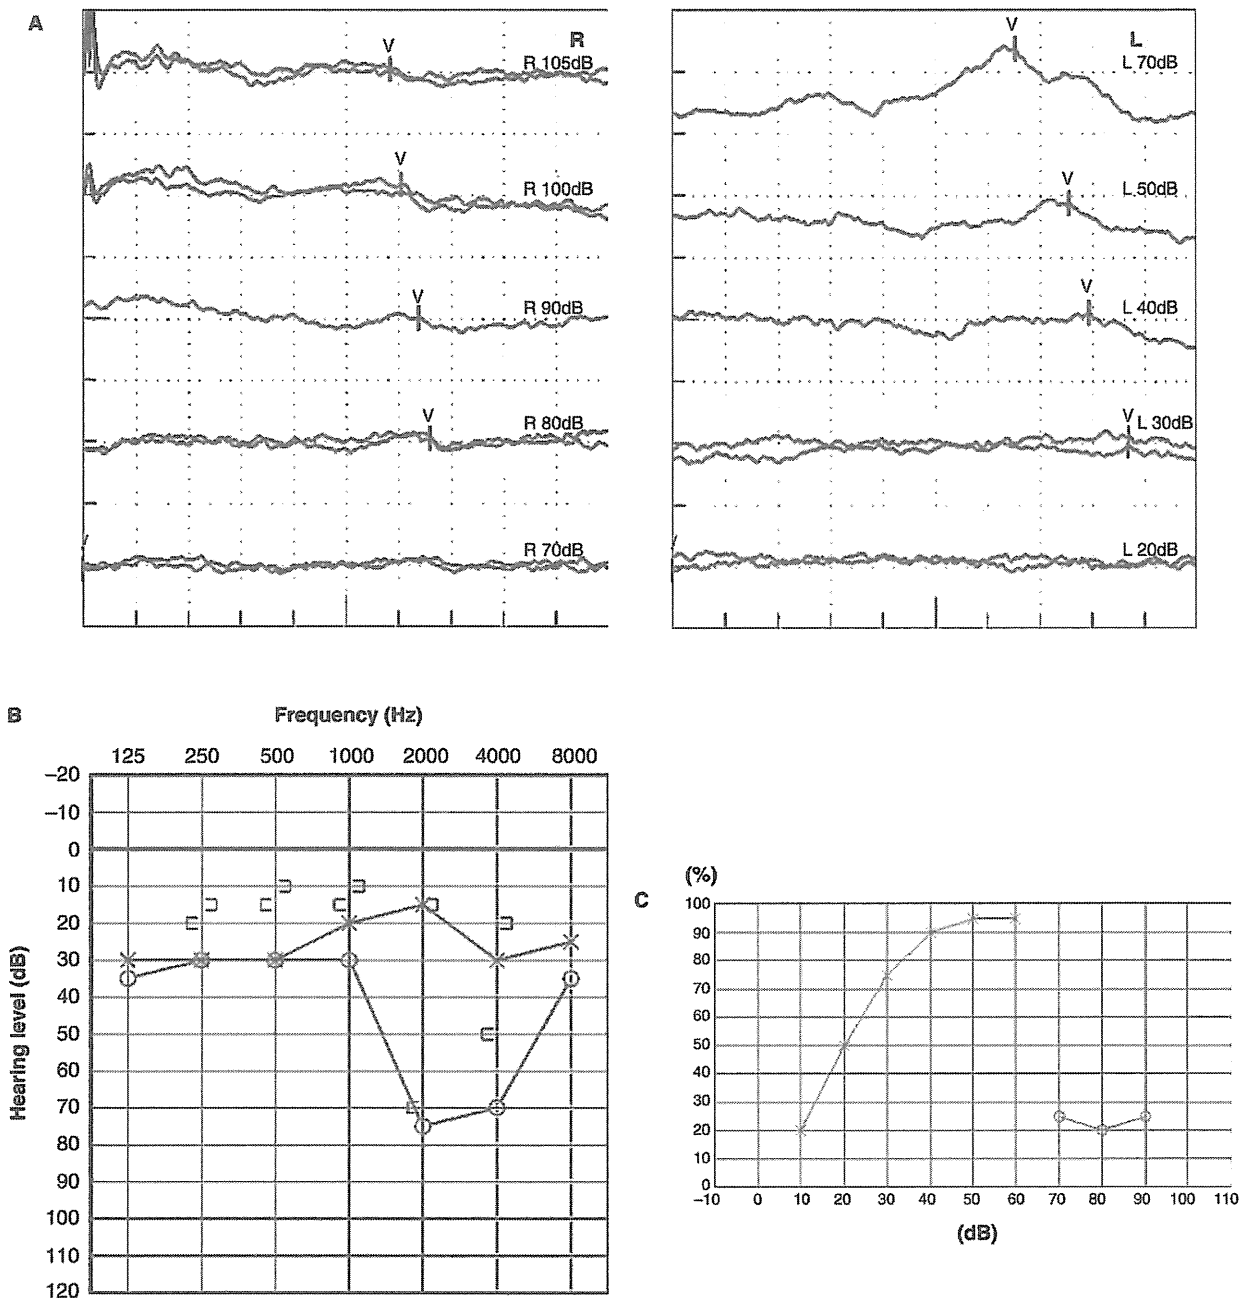 A
R
V
R 105dB
V
R 100dB
V
R 90dB
V
R 80dB
R 70dB
L
V
L 70dB
V
L 50dB
V
L 40dB
V
L 30dB
L 20dB
B
Frequency (Hz)
125 250 500 1000 2000 4000 8000
Hearing level (dB)
−20
−10
0
10
20
30
40
50
60
70
80
90
100
110
120
C
(%)
100
90
80
70
60
50
40
30
20
10
0
−10 0 10 20 30 40 50 60 70 80 90 100 110
(dB)